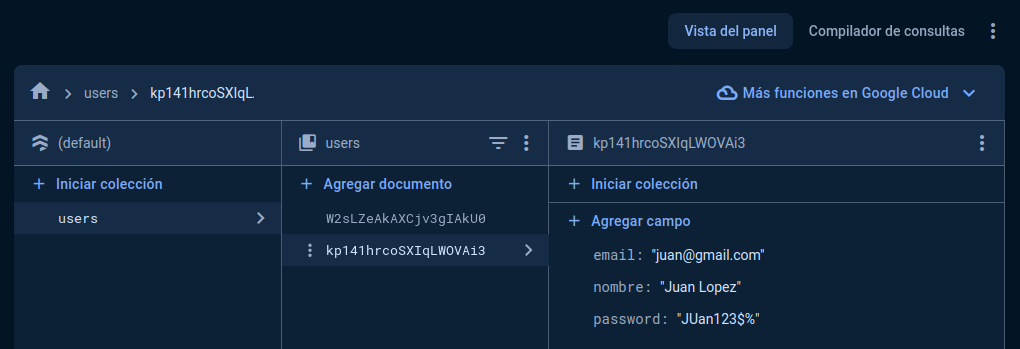 Vista del panel
Compilador de consultas
users
kp141hrcoSXIqL.
Más funciones en Google Cloud
(default)
users
kp141hrcoSXIqLWOVAi3
Iniciar colección
Agregar documento
Iniciar colección
users
W2sLZeAkAXCjv3gIAkU0
Agregar campo
kp141hrcoSXIqLWOVAi3
email: "juan@gmail.com"
nombre: "Juan Lopez"
password: "JUan123$%"